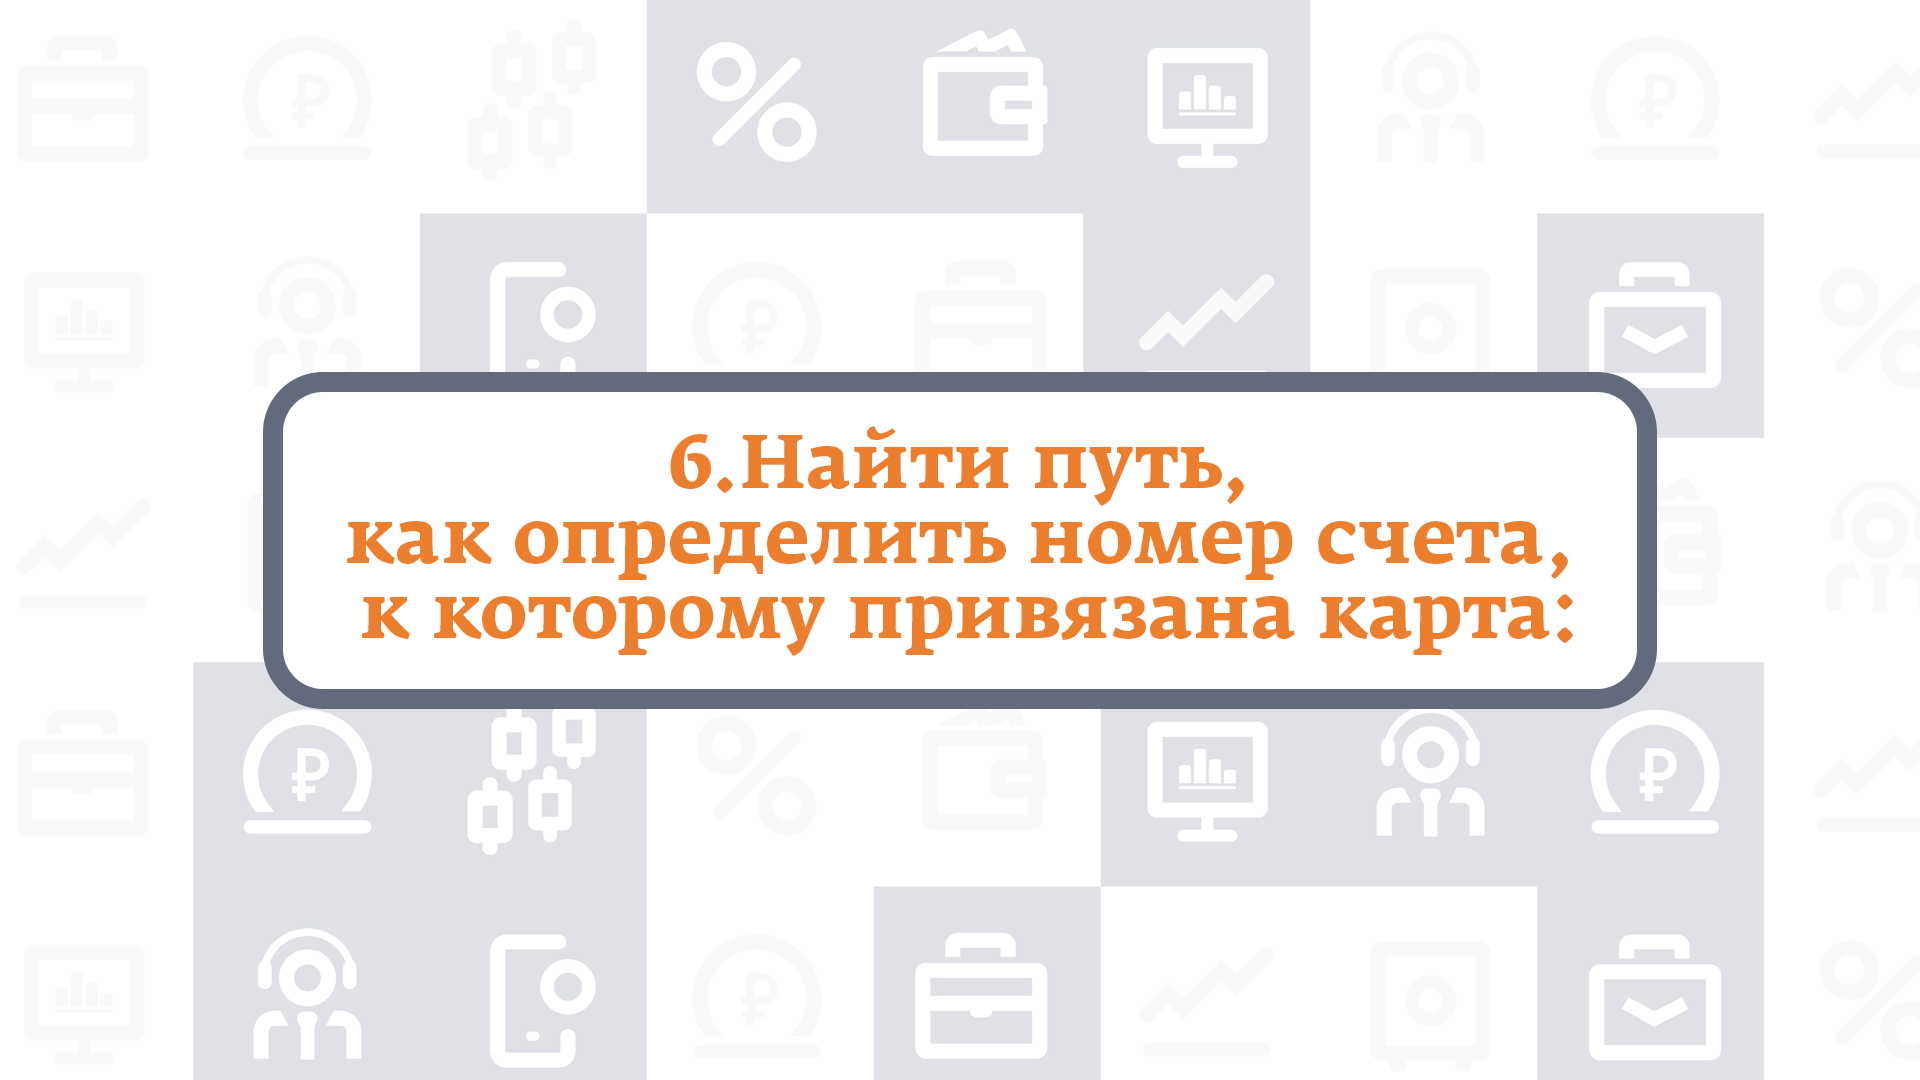 6.Найти путь,
как определить номер счета,
к которому привязана карта: